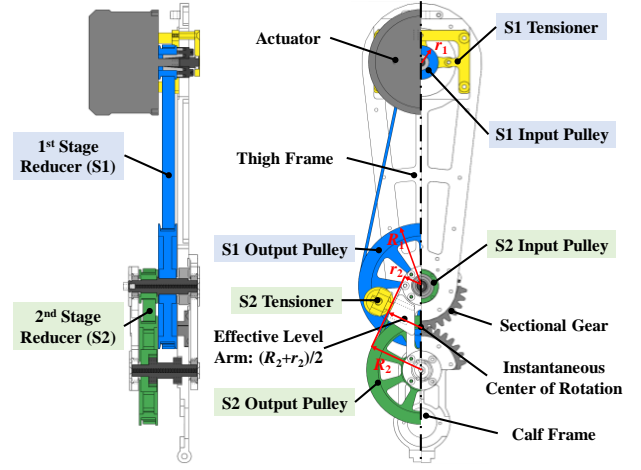 Actuator
r₁
S1 Tensioner
S1 Input Pulley
1ˢᵗ Stage
Reducer (S1)
Thigh Frame
R₁
S1 Output Pulley
S2 Input Pulley
r₂
S2 Tensioner
2ⁿᵈ Stage
Reducer (S2)
Effective Level
Arm: (R₂+r₂)/2
Sectional Gear
R₂
Instantaneous
Center of Rotation
S2 Output Pulley
Calf Frame